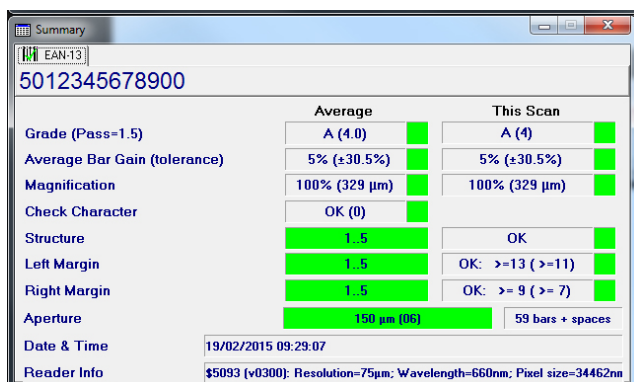 Summary
EAN-13
5012345678900
Average This Scan
Grade (Pass=1.5) A (4.0) A (4)
Average Bar Gain (tolerance) 5% (±30.5%) 5% (±30.5%)
Magnification 100% (329 µm) 100% (329 µm)
Check Character OK (0)
Structure 1..5 OK
Left Margin 1..5 OK: >=13 ( >=11)
Right Margin 1..5 OK: >= 9 ( >= 7)
Aperture 150 µm (06) 59 bars + spaces
Date & Time 19/02/2015 09:29:07
Reader Info $5093 (v0300): Resolution=75µm; Wavelength=660nm; Pixel size=34462nm